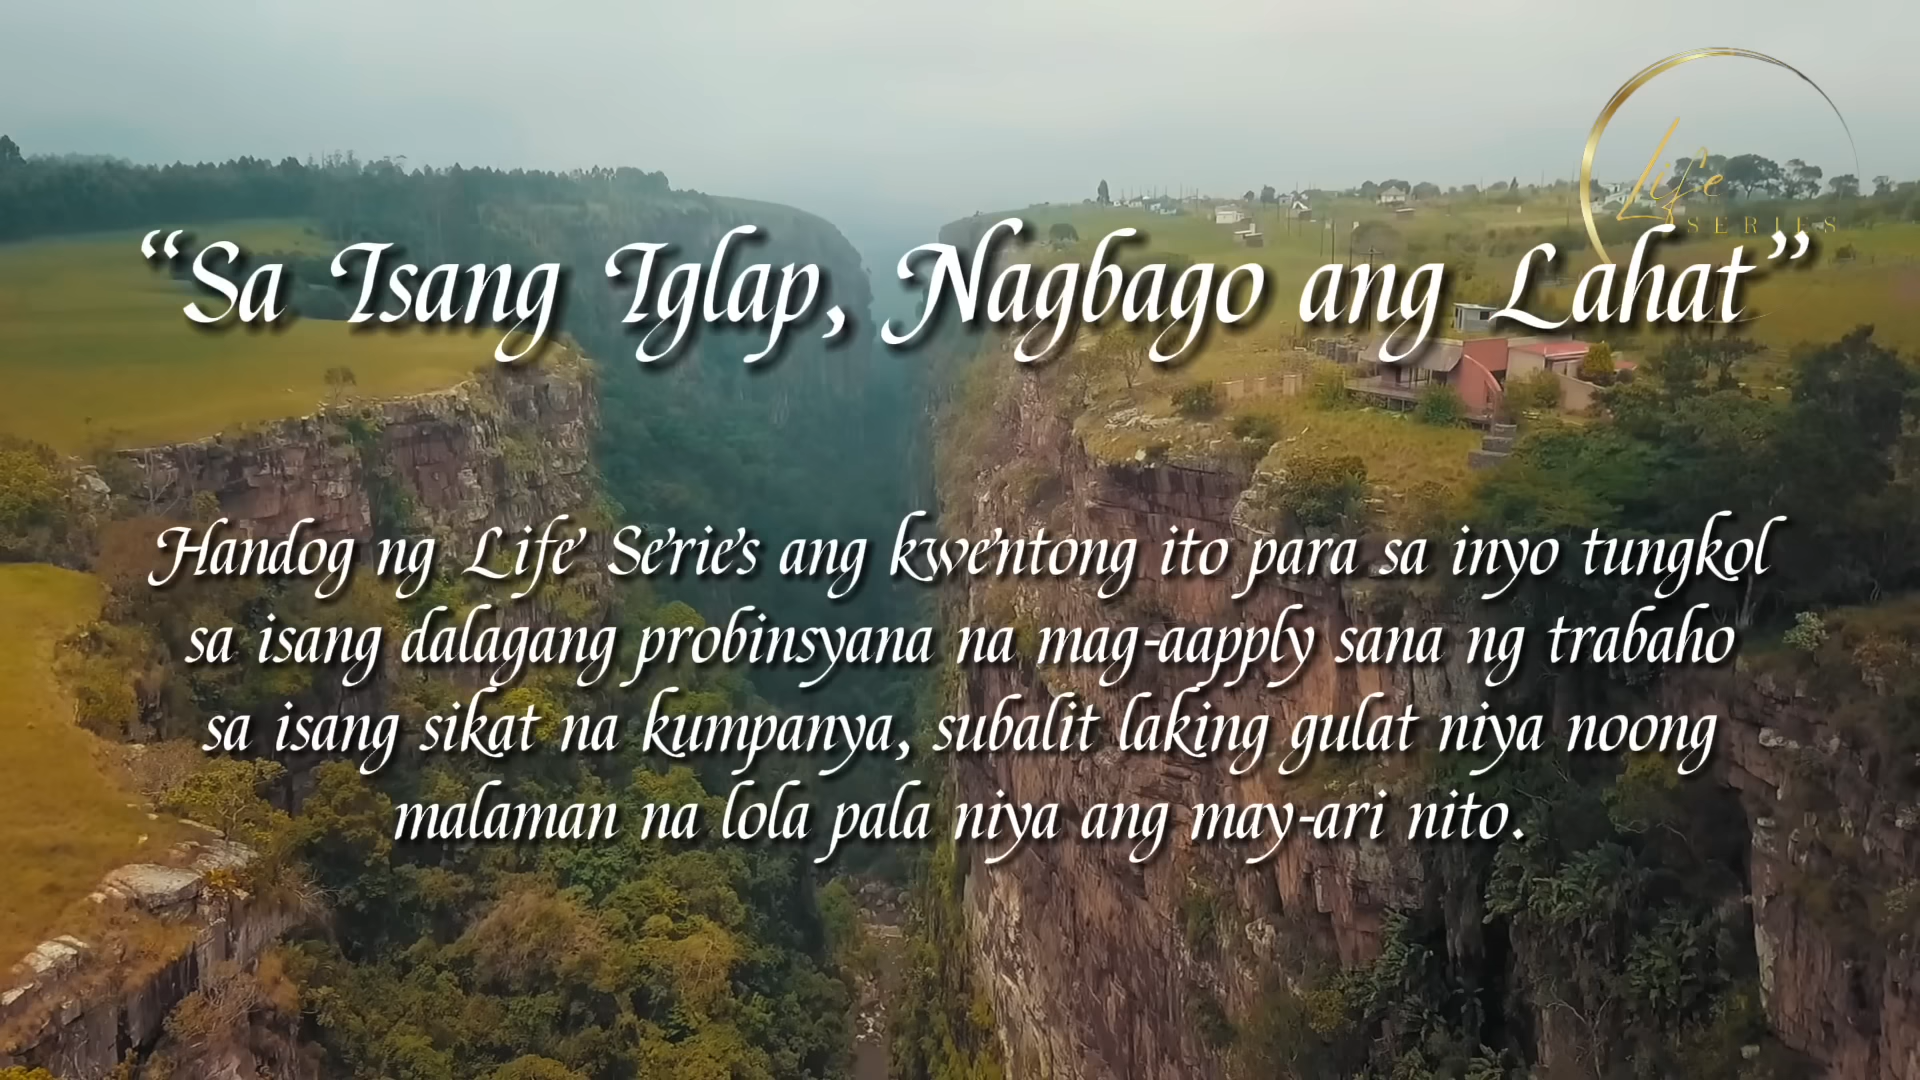 Life
SERIES
“Sa Isang Iglap, Nagbago ang Lahat”
Handog ng Life Series ang kwentong ito para sa inyo tungkol
sa isang dalagang probinsyana na mag-aapply sana ng trabaho
sa isang sikat na kumpanya, subalit laking gulat niya noong
malaman na lola pala niya ang may-ari nito.